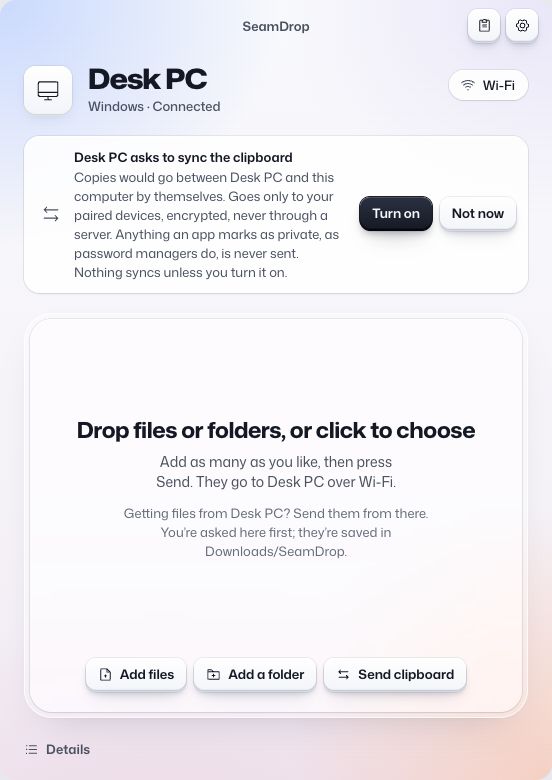 SeamDrop
Desk PC
Windows · Connected
Wi-Fi
Desk PC asks to sync the clipboard
Copies would go between Desk PC and this
computer by themselves. Goes only to your
paired devices, encrypted, never through a
server. Anything an app marks as private, as
password managers do, is never sent.
Nothing syncs unless you turn it on.
Turn on
Not now
Drop files or folders, or click to choose
Add as many as you like, then press
Send. They go to Desk PC over Wi-Fi.
Getting files from Desk PC? Send them from there.
You’re asked here first; they’re saved in
Downloads/SeamDrop.
Add files
Add a folder
Send clipboard
Details